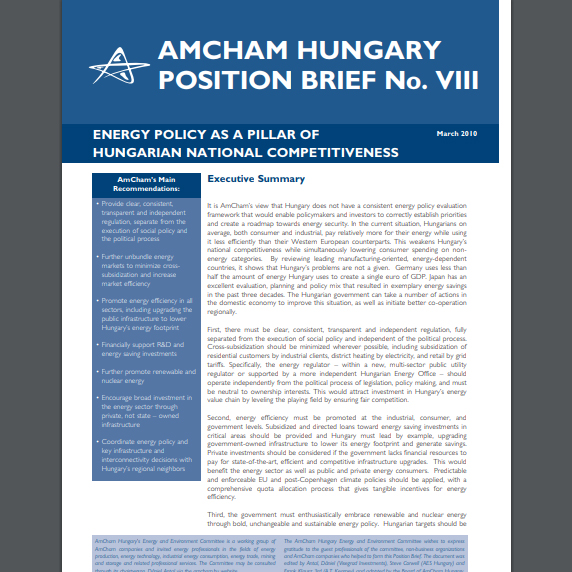 AMCHAM HUNGARY
POSITION BRIEF No. VIII
ENERGY POLICY AS A PILLAR OF
HUNGARIAN NATIONAL COMPETITIVENESS
March 2010
AmCham's Main
Recommendations:
• Provide clear, consistent,
transparent and independent
regulation, separate from the
execution of social policy and
the political process
• Further unbundle energy
markets to minimize cross-
subsidization and increase
market efficiency
• Promote energy efficiency in all
sectors, including upgrading the
public infrastructure to lower
Hungary's energy footprint
• Financially support R&D and
energy saving investments
• Further promote renewable and
nuclear energy
• Encourage broad investment in
the energy sector through
private, not state – owned
infrastructure
• Coordinate energy policy and
key infrastructure and
interconnectivity decisions with
Hungary's regional neighbors
Executive Summary
It is AmCham's view that Hungary does not have a consistent energy policy evaluation
framework that would enable policymakers and investors to correctly establish priorities
and create a roadmap towards energy security. In the current situation, Hungarians on
average, both consumer and industrial, pay relatively more for their energy while using
it less efficiently than their Western European counterparts. This weakens Hungary's
national competitiveness while simultaneously lowering consumer spending on non-
energy categories. By reviewing leading manufacturing-oriented, energy-dependent
countries, it shows that Hungary's problems are not a given. Germany uses less than
half the amount of energy Hungary uses to create a single euro of GDP. Japan has an
excellent evaluation, planning and policy mix that resulted in exemplary energy savings
in the past three decades. The Hungarian government can take a number of actions in
the domestic economy to improve this situation, as well as initiate better co-operation
regionally.
First, there must be clear, consistent, transparent and independent regulation, fully
separated from the execution of social policy and independent of the political process.
Cross-subsidization should be minimized wherever possible, including subsidization of
residential customers by industrial clients, district heating by electricity, and retail by grid
tariffs. Specifically, the energy regulator – within a new, multi-sector public utility
regulator or supported by a more independent Hungarian Energy Office – should
operate independently from the political process of legislation, policy making, and must
be neutral to ownership interests. This would attract investment in Hungary's energy
value chain by leveling the playing field by ensuring fair competition.
Second, energy efficiency must be promoted at the industrial, consumer, and
government levels. Subsidized and directed loans toward energy saving investments in
critical areas should be provided and Hungary must lead by example, upgrading
government-owned infrastructure to lower its energy footprint and generate savings.
Private investments should be considered if the government lacks financial resources to
pay for state-of-the-art, efficient and competitive infrastructure upgrades. This would
benefit the energy sector as well as public and private energy consumers. Predictable
and enforceable EU and post-Copenhagen climate policies should be applied, with a
comprehensive quota allocation process that gives tangible incentives for energy
efficiency.
Third, the government must enthusiastically embrace renewable and nuclear energy
through bold, unchangeable and sustainable energy policy. Hungarian targets should be
AmCham Hungary's Energy and Environment Committee is a working group of
AmCham companies and invited energy professionals in the fields of energy
production, energy technology, industrial energy consumption, energy trade, mining
and storage and related professional services. The Committee may be consulted
The AmCham Hungary Energy and Environment Committee wishes to express
gratitude to the guest professionals of the committee, nonbusiness organizations
and AmCham companies who helped to form this Position Brief. The document was